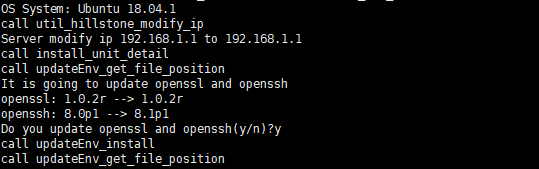 OS System: Ubuntu 18.04.1
call util_hillstone_modify_ip
Server modify ip 192.168.1.1 to 192.168.1.1
call install_unit_detail
call updateEnv_get_file_position
It is going to update openssl and openssh
openssl: 1.0.2r --> 1.0.2r
openssh: 8.0p1 --> 8.1p1
Do you update openssl and openssh(y/n)?y
call updateEnv_install
call updateEnv_get_file_position